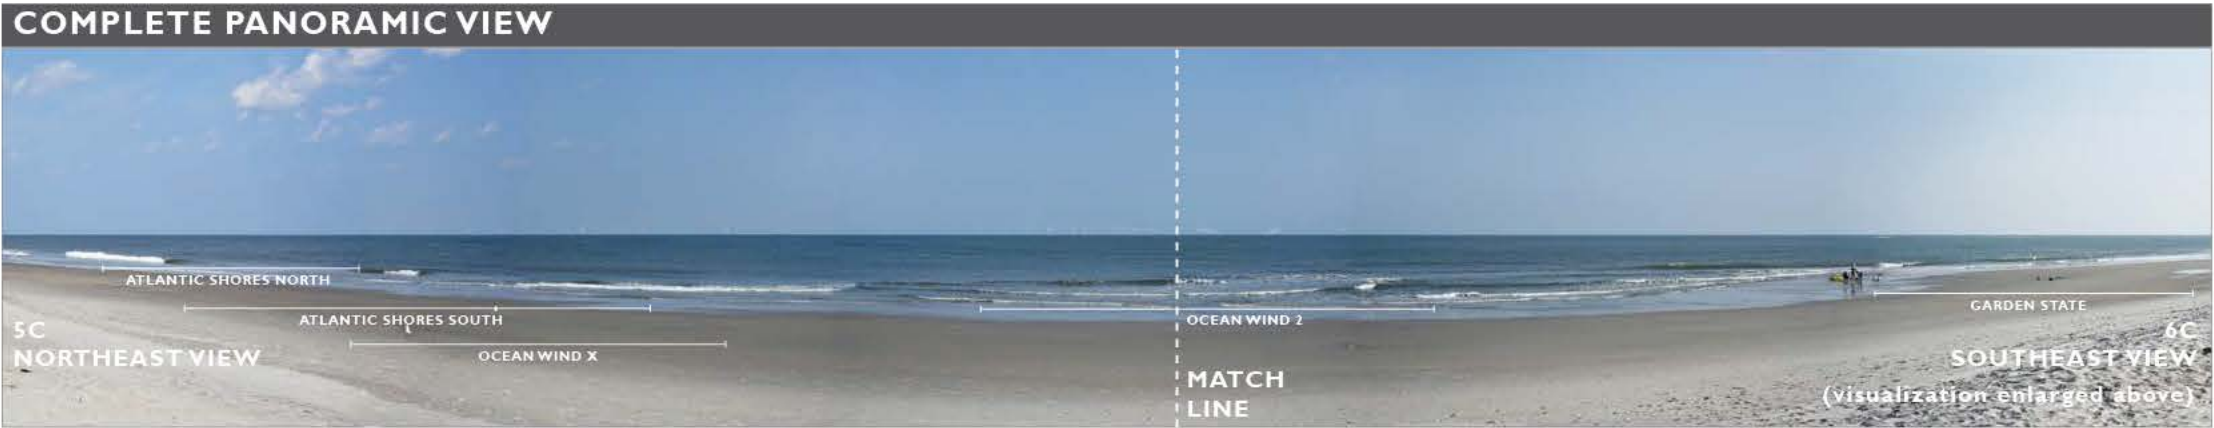 COMPLETE PANORAMIC VIEW
ATLANTIC SHORES NORTH
ATLANTIC SHORES SOUTH
OCEAN WIND X
OCEAN WIND 2
GARDEN STATE
5C
NORTHEAST VIEW
MATCH
LINE
6C
SOUTHEAST VIEW
(visualization enlarged above)